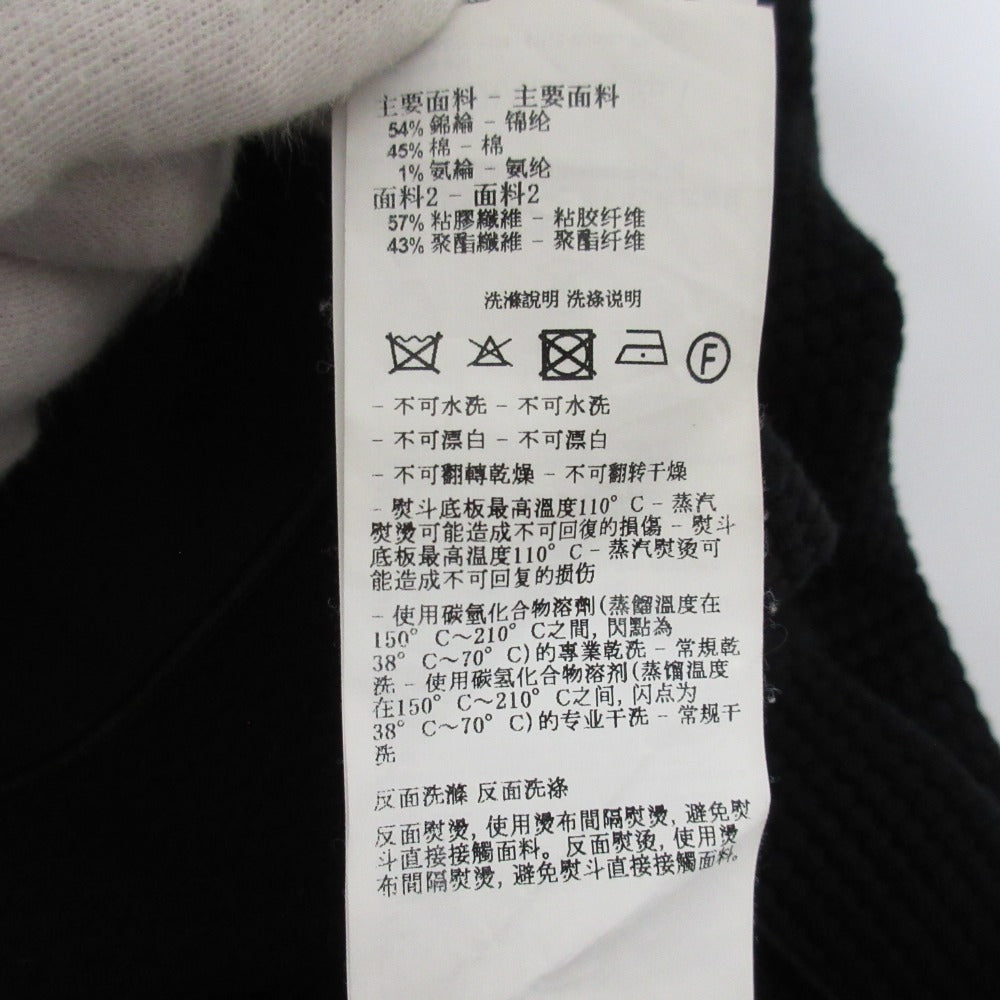 主要面料 - 主要面料
54% 錦綸 - 锦纶
45% 棉 - 棉
1% 氨綸 - 氨纶
面料2 - 面料2
57% 粘膠纖維 - 粘胶纤维
43% 聚酯纖維 - 聚酯纤维
洗滌說明 洗涤说明
F
- 不可水洗 - 不可水洗
- 不可漂白 - 不可漂白
- 不可翻轉乾燥 - 不可翻转干燥
- 熨斗底板最高溫度110° C - 蒸汽
熨燙可能造成不可回復的損傷 - 熨斗
底板最高温度110° C - 蒸汽熨烫可
能造成不可回复的损伤
- 使用碳氫化合物溶劑(蒸餾溫度在
150° C~210° C之間, 閃點為
38° C~70° C)的專業乾洗 - 常規乾
洗 - 使用碳氢化合物溶剂(蒸馏温度
在150° C~210° C之间, 闪点为
38° C~70° C)的专业干洗 - 常规干
洗
反面洗滌 反面洗涤
反面熨燙, 使用燙布間隔熨燙, 避免熨
斗直接接觸面料。反面熨烫, 使用燙
布間隔熨燙, 避免熨斗直接接觸面料。